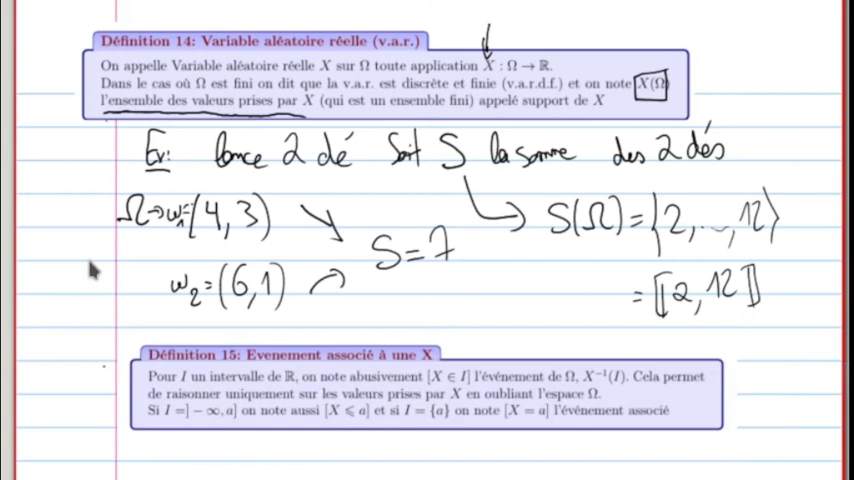 Définition 14: Variable aléatoire réelle (v.a.r.)
On appelle Variable aléatoire réelle X sur Ω toute application X : Ω → ℝ.
Dans le cas où Ω est fini on dit que la v.a.r. est discrète et finie (v.a.r.d.f.) et on note X(Ω)
l'ensemble des valeurs prises par X (qui est un ensemble fini) appelé support de X
Ex: lance 2 dé Soit S la somme des 2 dés
Ω→ω₁=(4,3)
S(Ω)={2,...,12}
S=7
ω₂=(6,1)
=⟦2,12⟧
Définition 15: Evenement associé à une X
Pour I un intervalle de ℝ, on note abusivement [X ∈ I] l'événement de Ω, X⁻¹(I). Cela permet
de raisonner uniquement sur les valeurs prises par X en oubliant l'espace Ω.
Si I =] − ∞, a] on note aussi [X ⩽ a] et si I = {a} on note [X = a] l'événement associé